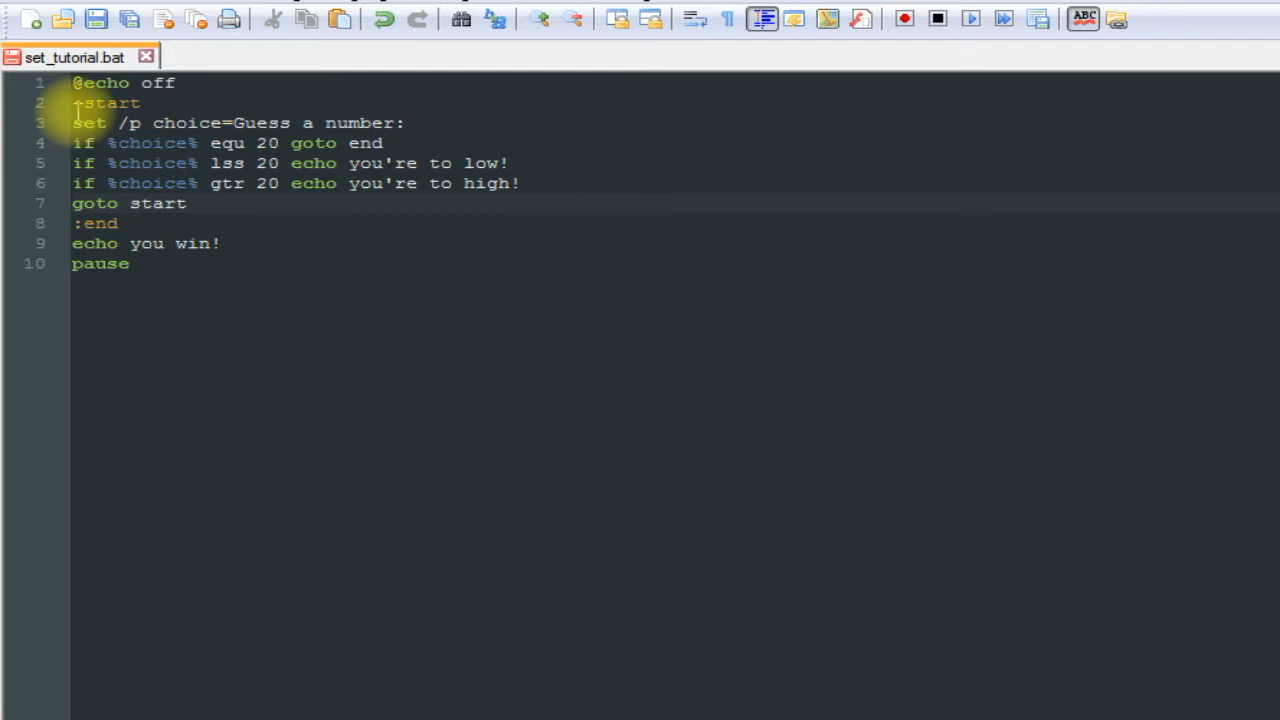 set_tutorial.bat
1 @echo off
2 :start
3 set /p choice=Guess a number:
4 if %choice% equ 20 goto end
5 if %choice% lss 20 echo you're to low!
6 if %choice% gtr 20 echo you're to high!
7 goto start
8 :end
9 echo you win!
10 pause
ABC